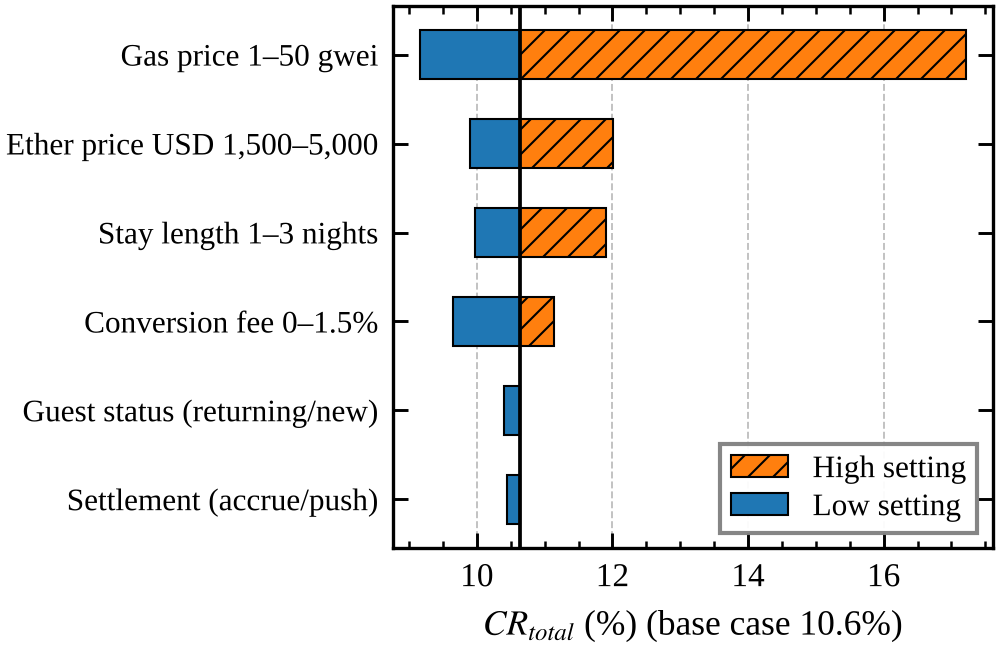 Gas price 1–50 gwei
Ether price USD 1,500–5,000
Stay length 1–3 nights
Conversion fee 0–1.5%
Guest status (returning/new)
Settlement (accrue/push)
High setting
Low setting
10 12 14 16
CR_total (%) (base case 10.6%)